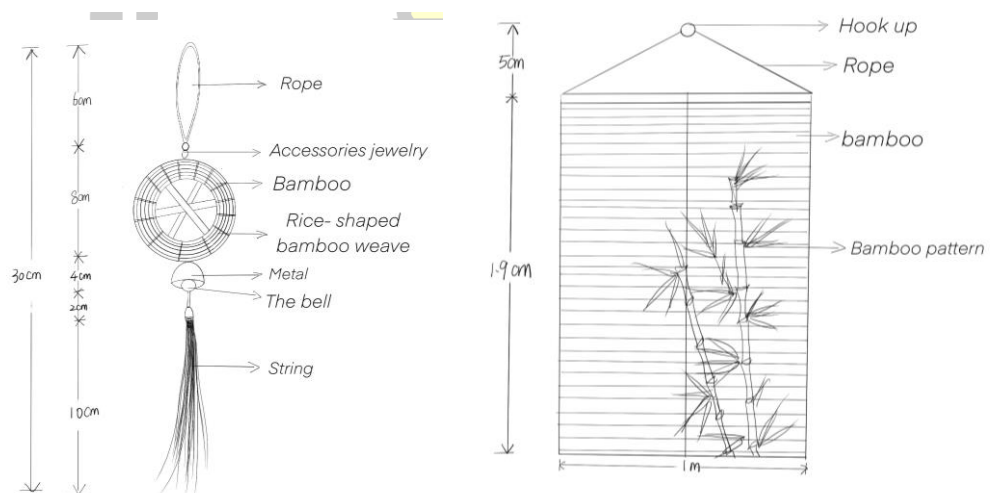 Rope
6cm
Accessories jewelry
Bamboo
8cm
Rice- shaped
bamboo weave
30cm
4cm
Metal
The bell
2cm
String
10cm
Hook up
5cm
Rope
bamboo
Bamboo pattern
1.9cm
1m